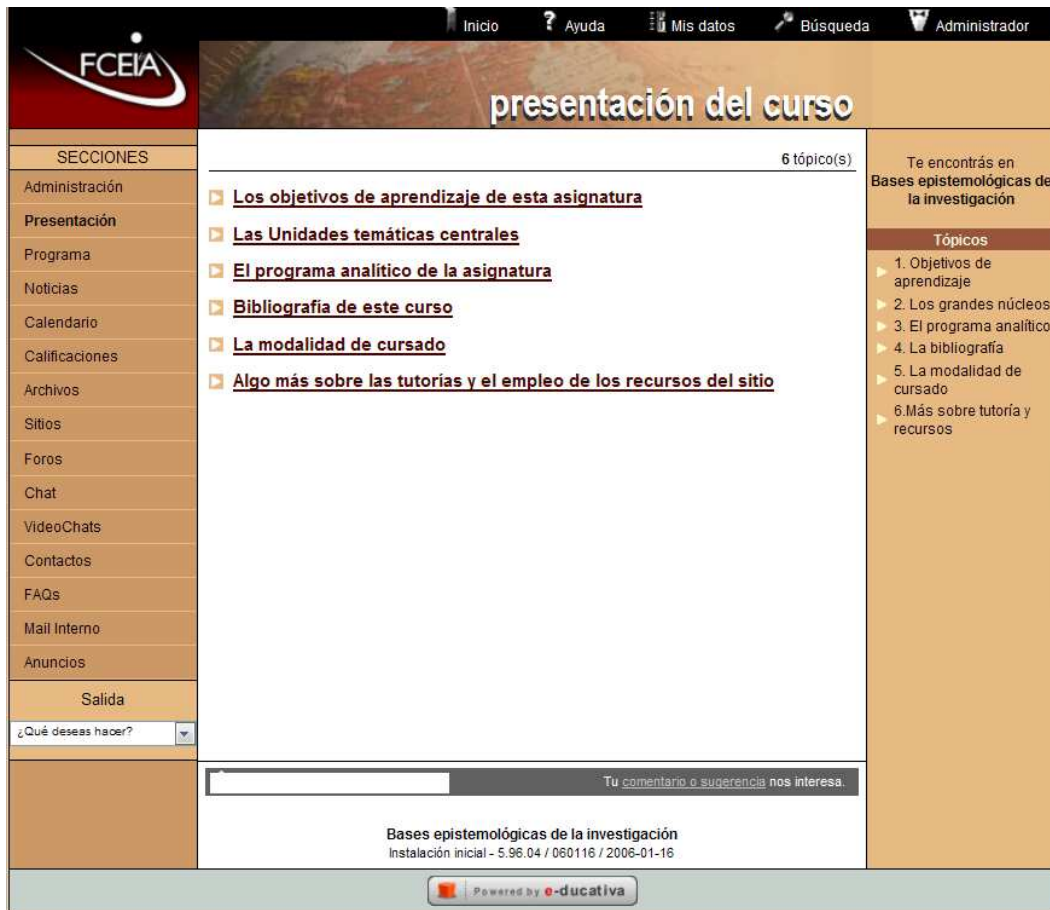 Inicio
? Ayuda
Mis datos
Búsqueda
Administrador
FCEIA
presentación del curso
SECCIONES
Administración
Presentación
Programa
Noticias
Calendario
Calificaciones
Archivos
Sitios
Foros
Chat
VideoChats
Contactos
FAQs
Mail Interno
Anuncios
Salida
¿Qué deseas hacer?
6 tópico(s)
Los objetivos de aprendizaje de esta asignatura
Las Unidades temáticas centrales
El programa analítico de la asignatura
Bibliografía de este curso
La modalidad de cursado
Algo más sobre las tutorías y el empleo de los recursos del sitio
Te encontrás en
Bases epistemológicas de
la investigación
Tópicos
1. Objetivos de
aprendizaje
2. Los grandes núcleos
3. El programa analítico
4. La bibliografía
5. La modalidad de
cursado
6.Más sobre tutoría y
recursos
Tu comentario o sugerencia nos interesa.
Bases epistemológicas de la investigación
Instalación inicial - 5.96.04 / 060116 / 2006-01-16
Powered by e-ducativa